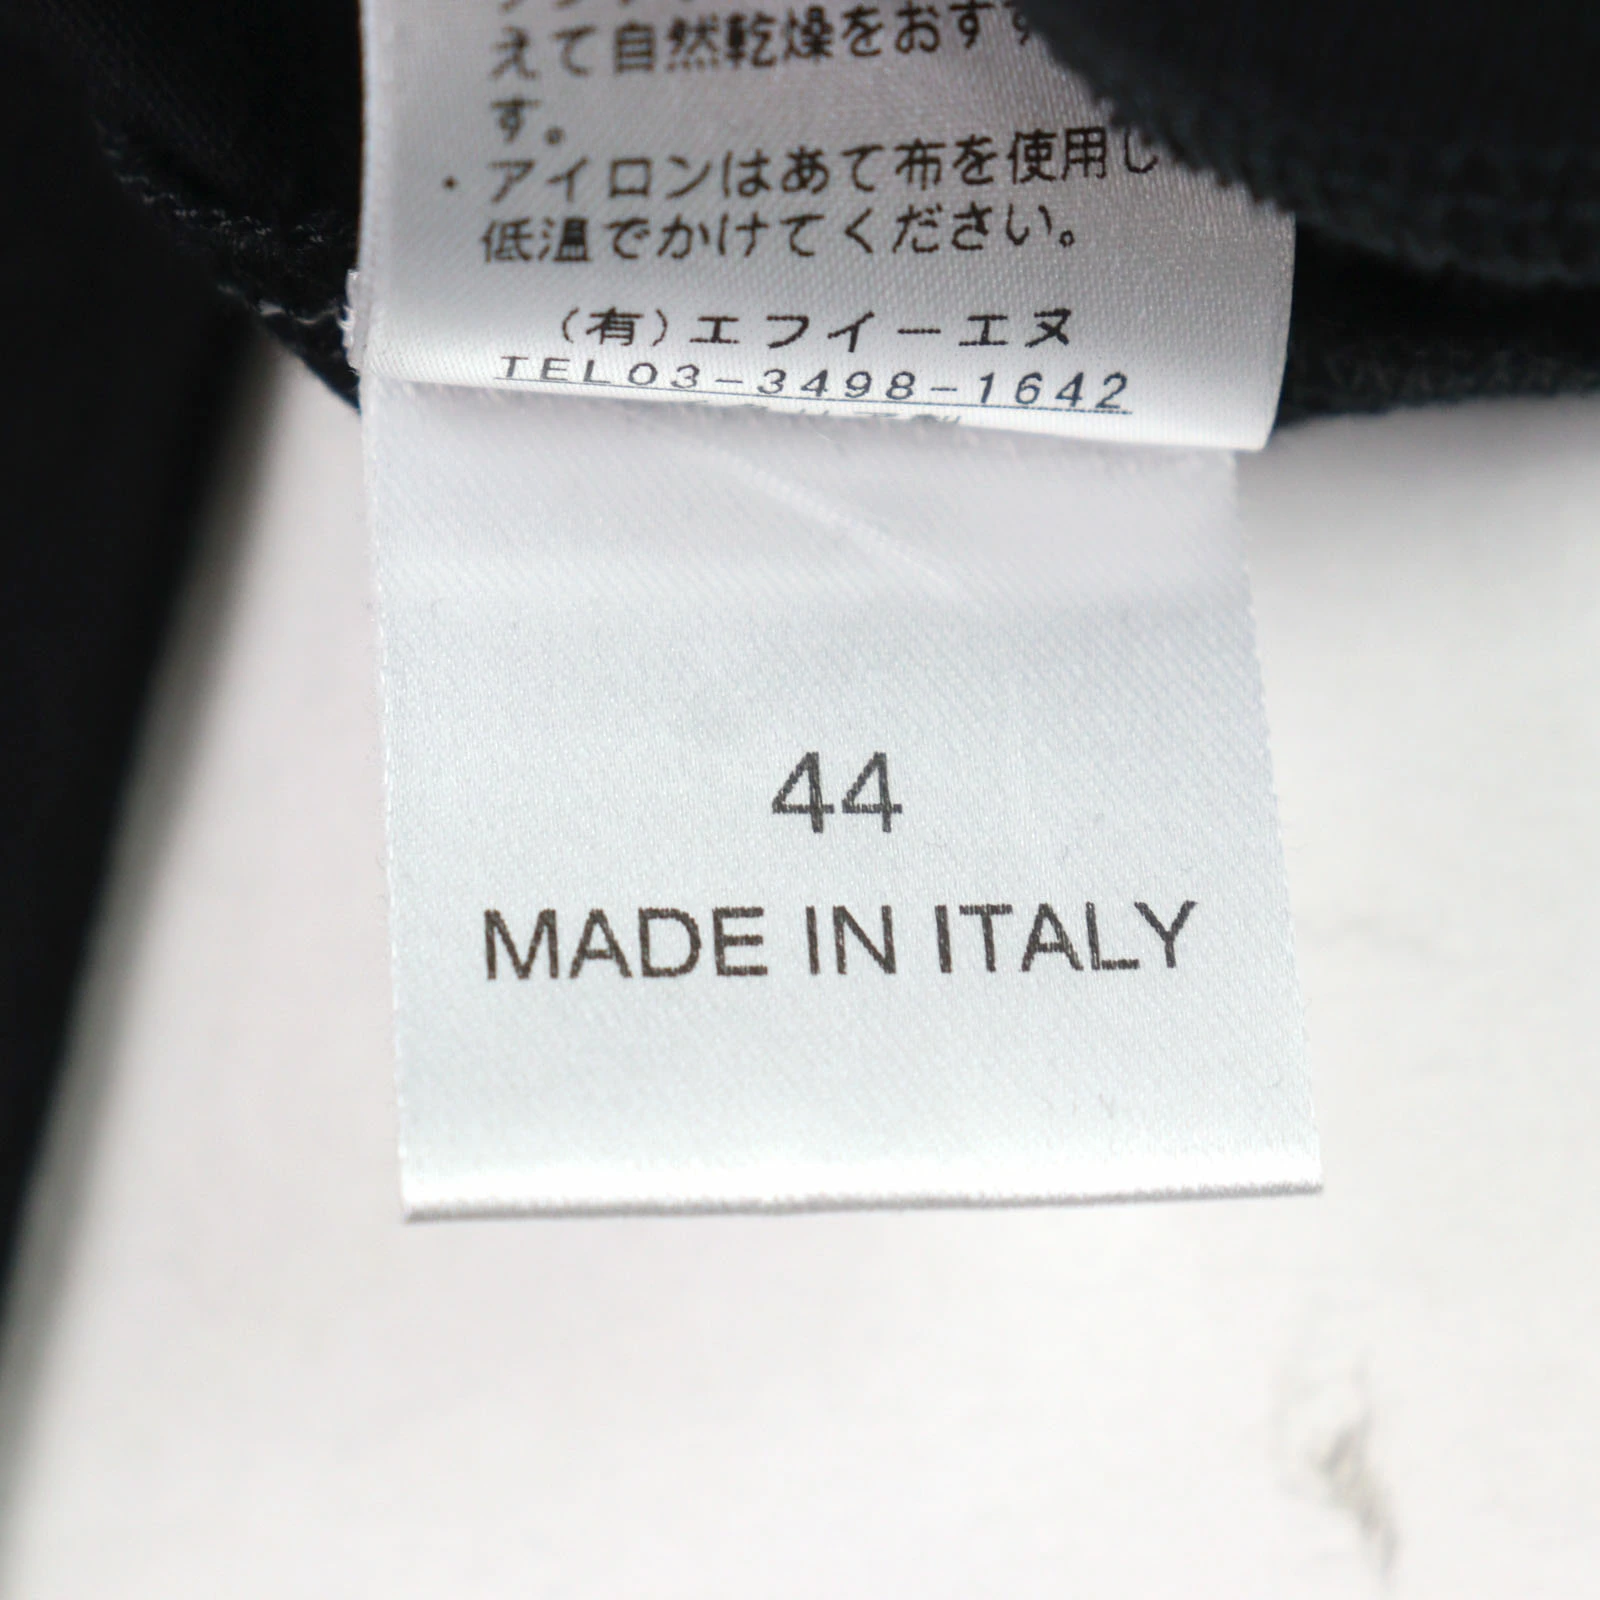 えて自然乾燥をおす
す。
・アイロンはあて布を使用し
低温でかけてください。
（有）エフイーエヌ
TEL03-3498-1642
44
MADE IN ITALY